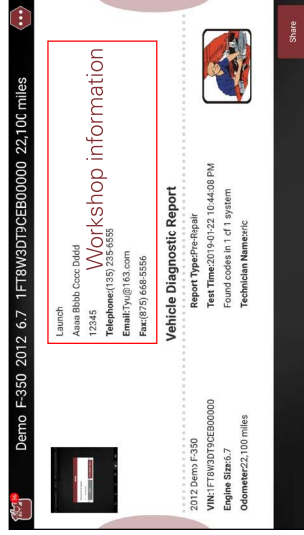 Demo F-350 2012 6.7 1FT8W3DT9CEB00000 22,100 miles
Launch
Aaaa Bbbb Cccc Dddd
12345
Workshop information
Telephone:(135) 235-6555
Email:Tyu@163.com
Fax:(875) 668-5556
Vehicle Diagnostic Report
2012 Demo F-350
Report Type:Pre-Repair
VIN:1FT8W3DT9CEB00000
Test Time:2019-01-22 10:44:08 PM
Engine Size:6.7
Found codes in 1 of 1 system
Odometer:22,100 miles
Technician Name:eric
Share